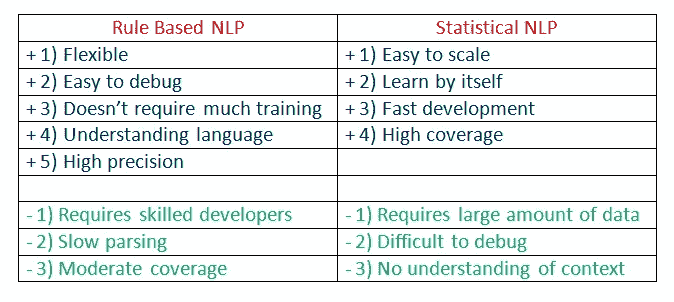 Rule Based NLP	Statistical NLP
+ 1) Flexible	+ 1) Easy to scale
+ 2) Easy to debug	+ 2) Learn by itself
+ 3) Doesn't require much training	+ 3) Fast development
+ 4) Understanding language	+ 4) High coverage
+ 5) High precision
- 1) Requires skilled developers	- 1) Requires large amount of data
- 2) Slow parsing	- 2) Difficult to debug
- 3) Moderate coverage	- 3) No understanding of context